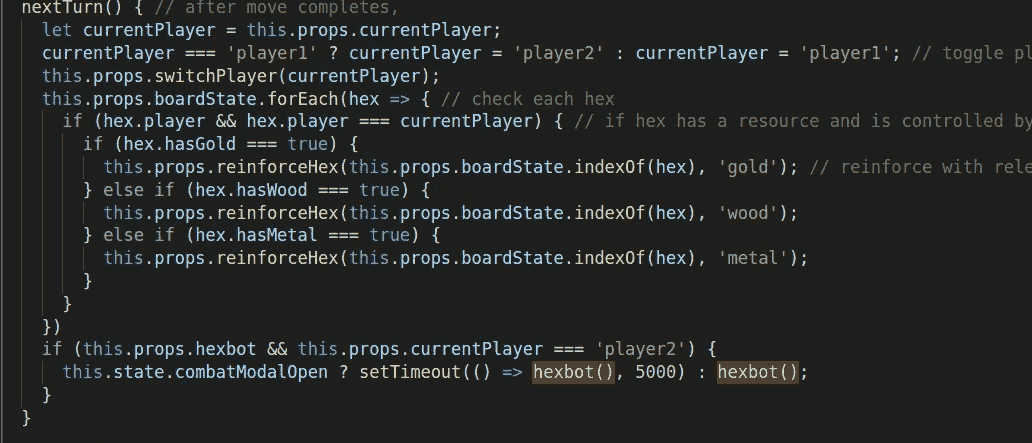 nextTurn() { // after move completes,
let currentPlayer = this.props.currentPlayer;
currentPlayer === 'player1' ? currentPlayer = 'player2' : currentPlayer = 'player1'; // toggle pl
this.props.switchPlayer(currentPlayer);
this.props.boardState.forEach(hex => { // check each hex
if (hex.player && hex.player === currentPlayer) { // if hex has a resource and is controlled by
if (hex.hasGold === true) {
this.props.reinforceHex(this.props.boardState.indexOf(hex), 'gold'); // reinforce with rele
} else if (hex.hasWood === true) {
this.props.reinforceHex(this.props.boardState.indexOf(hex), 'wood');
} else if (hex.hasMetal === true) {
this.props.reinforceHex(this.props.boardState.indexOf(hex), 'metal');
}
}
})
if (this.props.hexbot && this.props.currentPlayer === 'player2') {
this.state.combatModalOpen ? setTimeout(() => hexbot(), 5000) : hexbot();
}
}